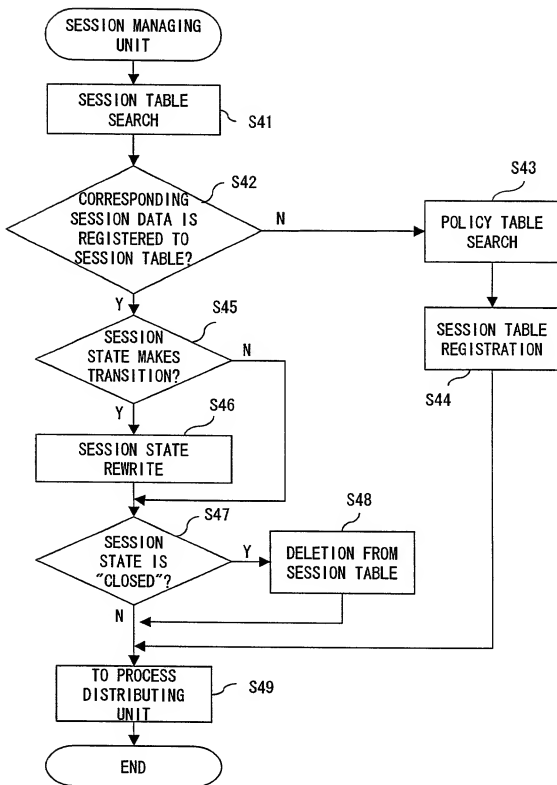 SESSION MANAGING
UNIT
SESSION TABLE
SEARCH
S41
S42
CORRESPONDING
SESSION DATA IS
REGISTERED TO
SESSION TABLE?
N
S43
POLICY TABLE
SEARCH
Y
S45
SESSION
STATE MAKES
TRANSITION?
N
SESSION TABLE
REGISTRATION
S44
Y
S46
SESSION STATE
REWRITE
S47
SESSION
STATE IS
"CLOSED"?
Y
S48
DELETION FROM
SESSION TABLE
N
TO PROCESS
DISTRIBUTING
UNIT
S49
END